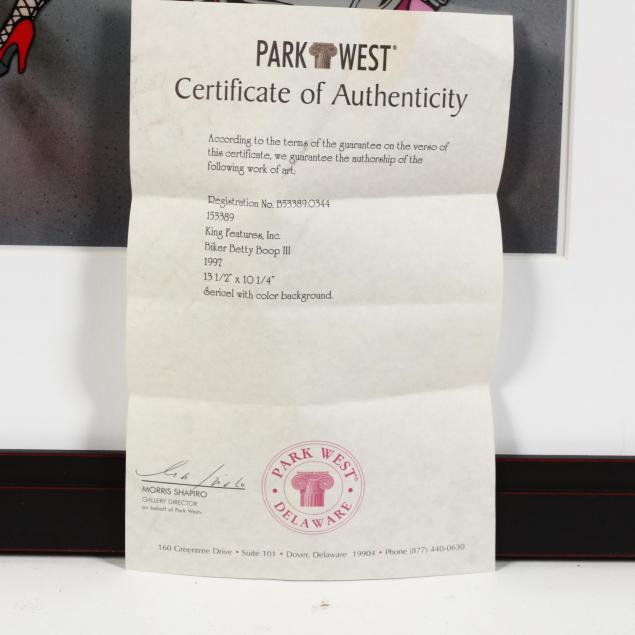 PARK WEST®
Certificate of Authenticity
According to the terms of the guarantee on the verso of
this certificate, we guarantee the authorship of the
following work of art:
Registration No. B53389.0344
153389
King Features, Inc.
Biker Betty Boop III
1997
13 1/2" x 10 1/4"
Sericel with color background.
MORRIS SHAPIRO
GALLERY DIRECTOR
on behalf of Park West®
PARK WEST®
• DELAWARE •
160 Greentree Drive • Suite 101 • Dover, Delaware 19904 • Phone (877) 440-0630